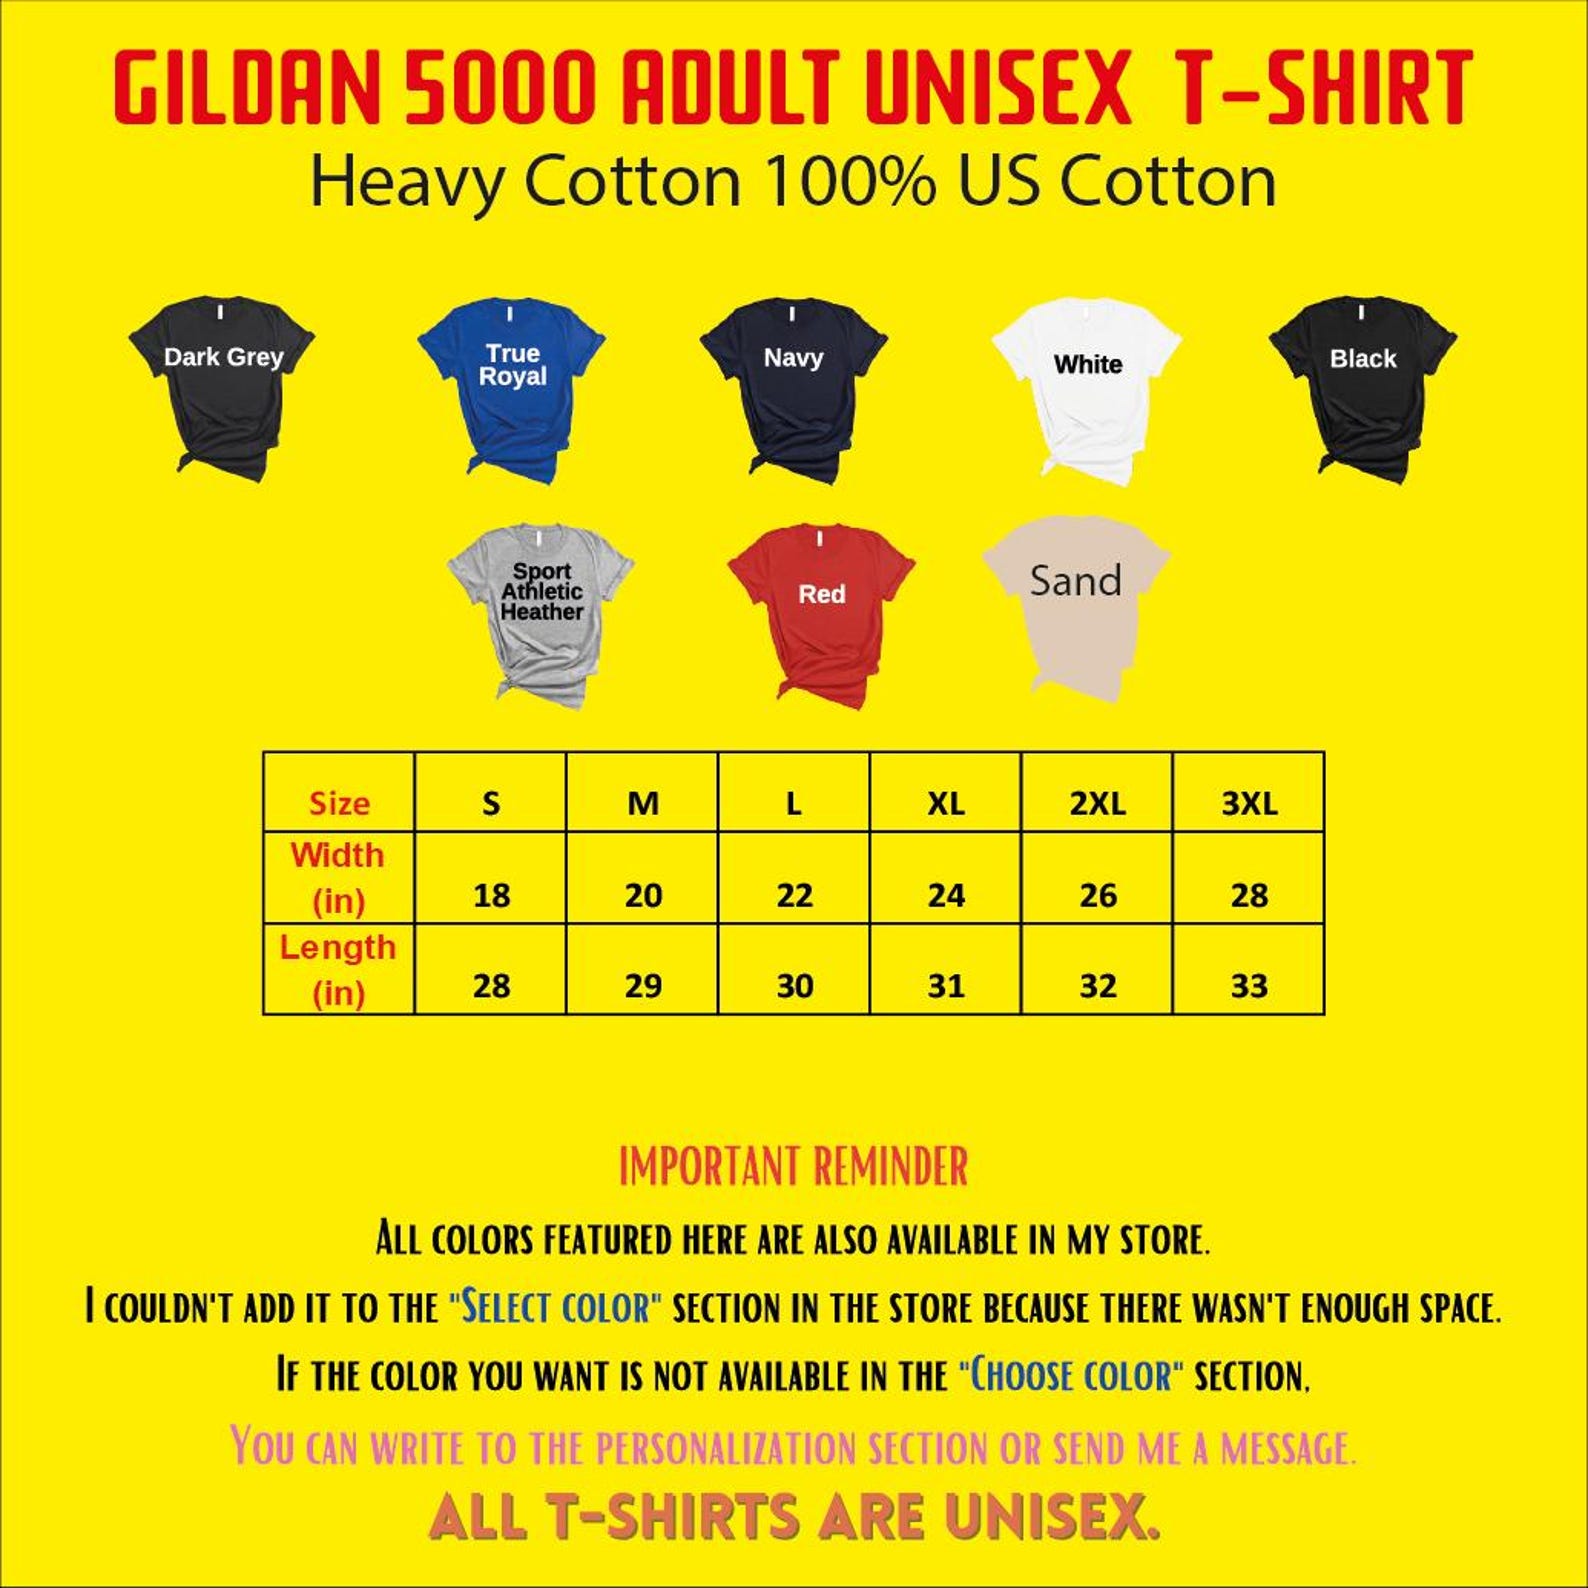 GILDAN 5000 ADULT UNISEX T-SHIRT
Heavy Cotton 100% US Cotton
Dark Grey
True
Royal
Navy
White
Black
Sport
Athletic
Heather
Red
Sand
Size S M L XL 2XL 3XL
Width
(in) 18 20 22 24 26 28
Length
(in) 28 29 30 31 32 33
IMPORTANT REMINDER
ALL COLORS FEATURED HERE ARE ALSO AVAILABLE IN MY STORE.
I COULDN'T ADD IT TO THE "SELECT COLOR" SECTION IN THE STORE BECAUSE THERE WASN'T ENOUGH SPACE.
IF THE COLOR YOU WANT IS NOT AVAILABLE IN THE "CHOOSE COLOR" SECTION,
YOU CAN WRITE TO THE PERSONALIZATION SECTION OR SEND ME A MESSAGE.
ALL T-SHIRTS ARE UNISEX.